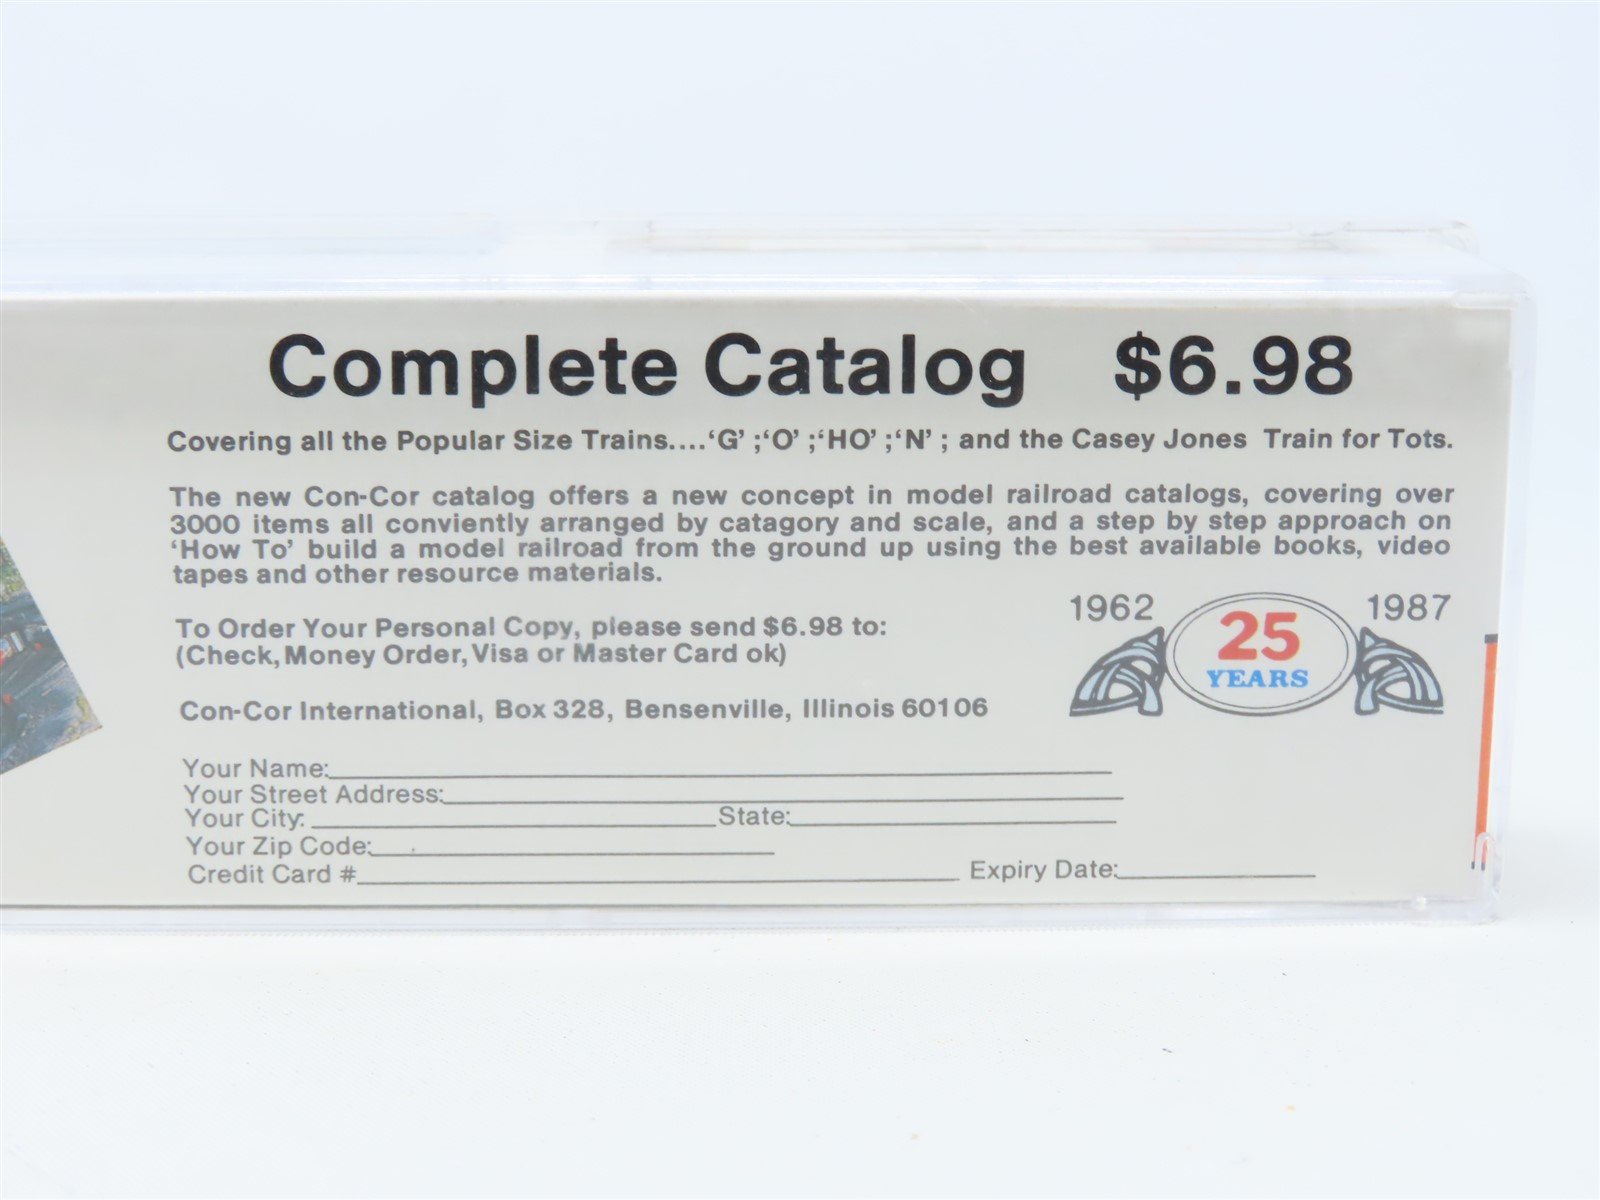 Complete Catalog $6.98
Covering all the Popular Size Trains....‘G’ ;‘O’ ;‘HO’ ;‘N’ ; and the Casey Jones Train for Tots.
The new Con-Cor catalog offers a new concept in model railroad catalogs, covering over
3000 items all conviently arranged by catagory and scale, and a step by step approach on
‘How To’ build a model railroad from the ground up using the best available books, video
tapes and other resource materials.
To Order Your Personal Copy, please send $6.98 to:
(Check, Money Order, Visa or Master Card ok)
Con-Cor International, Box 328, Bensenville, Illinois 60106
1962 25 1987
YEARS
Your Name:
Your Street Address:
Your City: State:
Your Zip Code:
Credit Card # Expiry Date: